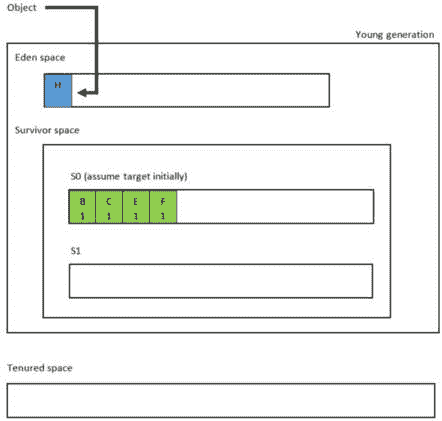 Object
Young generation
Eden space
H
Survivor space
S0 (assume target initially)
B C E F
1 1 1 1
S1
Tenured space